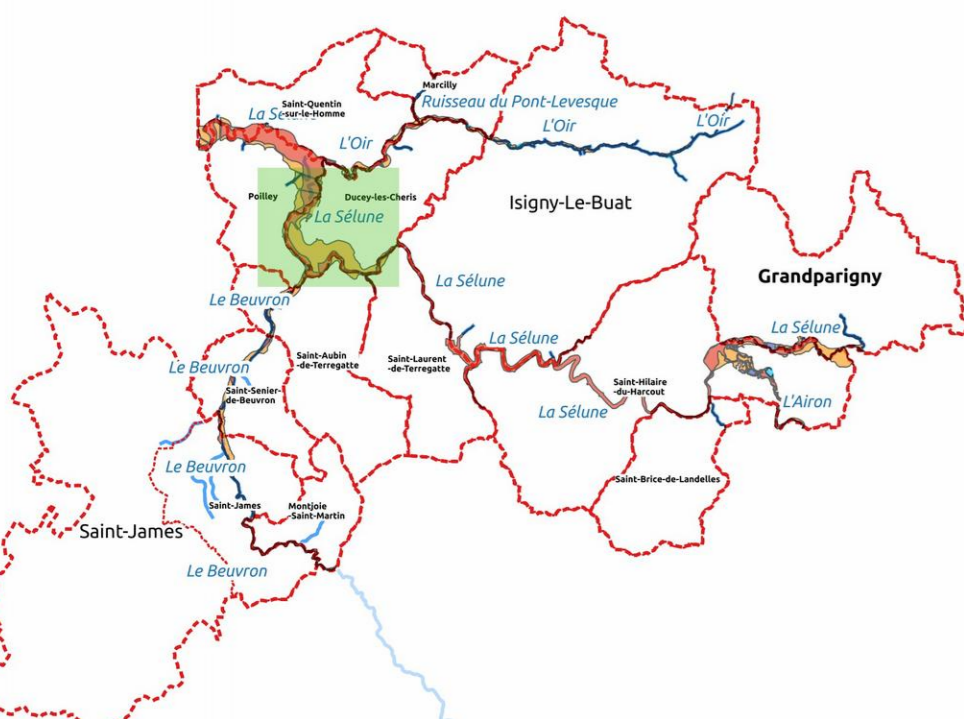 Marcilly
Ruisseau du Pont-Levesque
Saint-Quentin
-sur-le-Homme
La Sé
L'Oir
L'Oir
L'Oir
Poilley
Ducey-les-Cheris
La Sélune
Isigny-Le-Buat
Grandparigny
La Sélune
Le Beuvron
La Sélune
La Sélune
Saint-Aubin
-de-Terregatte
Saint-Laurent
-de-Terregatte
Le Beuvron
Saint-Senier-
de-Beuvron
Saint-Hilaire
-du-Harcout
La Sélune
L'Airon
Le Beuvron
Saint-Brice-de-Landelles
Saint-James
Montjoie
-Saint-Martin
Saint-James
Le Beuvron